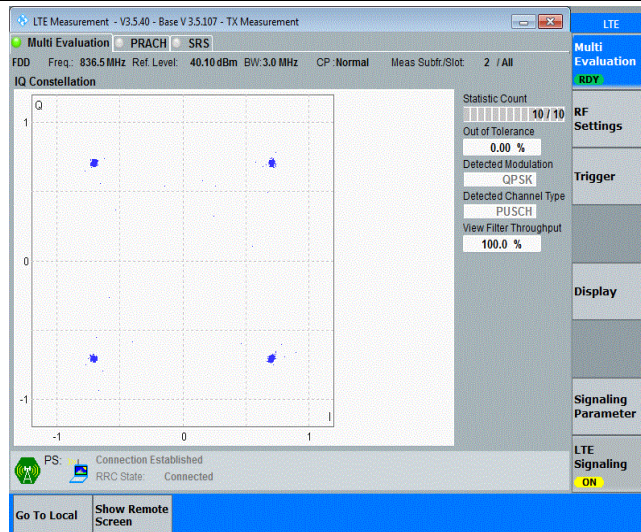 LTE Measurement - V3.5.40 - Base V 3.5.107 - TX Measurement
LTE
Multi Evaluation PRACH SRS
Multi
Evaluation
RDY
FDD Freq.: 836.5 MHz Ref. Level: 40.10 dBm BW: 3.0 MHz CP : Normal Meas Subfr./Slot: 2 / All
IQ Constellation
Q
1
0
-1
I
-1 0 1
Statistic Count
10 / 10
Out of Tolerance
0.00 %
Detected Modulation
QPSK
Detected Channel Type
PUSCH
View Filter Throughput
100.0 %
RF
Settings
Trigger
Display
Signaling
Parameter
LTE
Signaling
ON
PS: Connection Established
RRC State: Connected
Go To Local
Show Remote
Screen